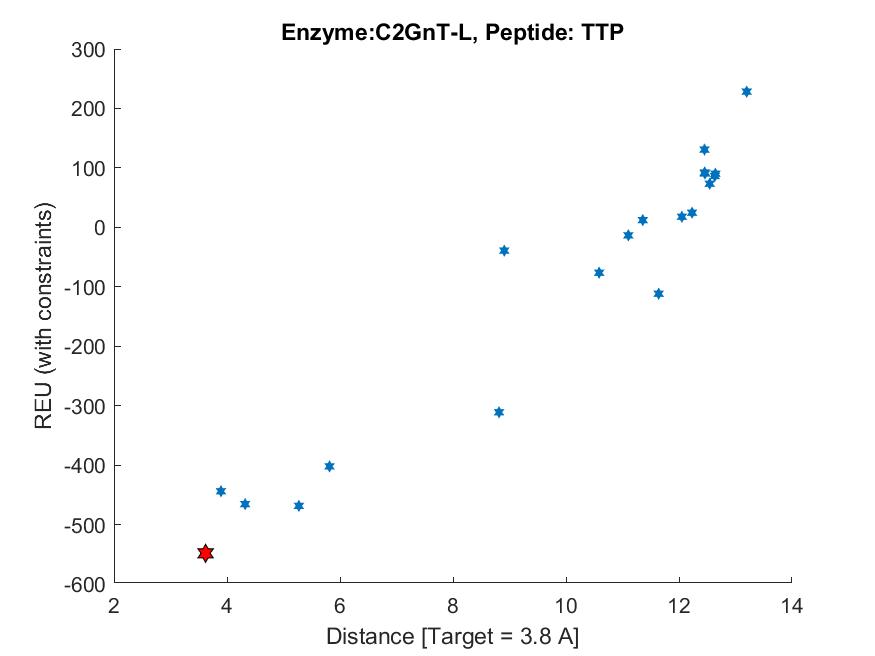 Enzyme:C2GnT-L, Peptide: TTP
300
200
100
0
-100
-200
-300
-400
-500
-600
REU (with constraints)
2 4 6 8 10 12 14
Distance [Target = 3.8 A]